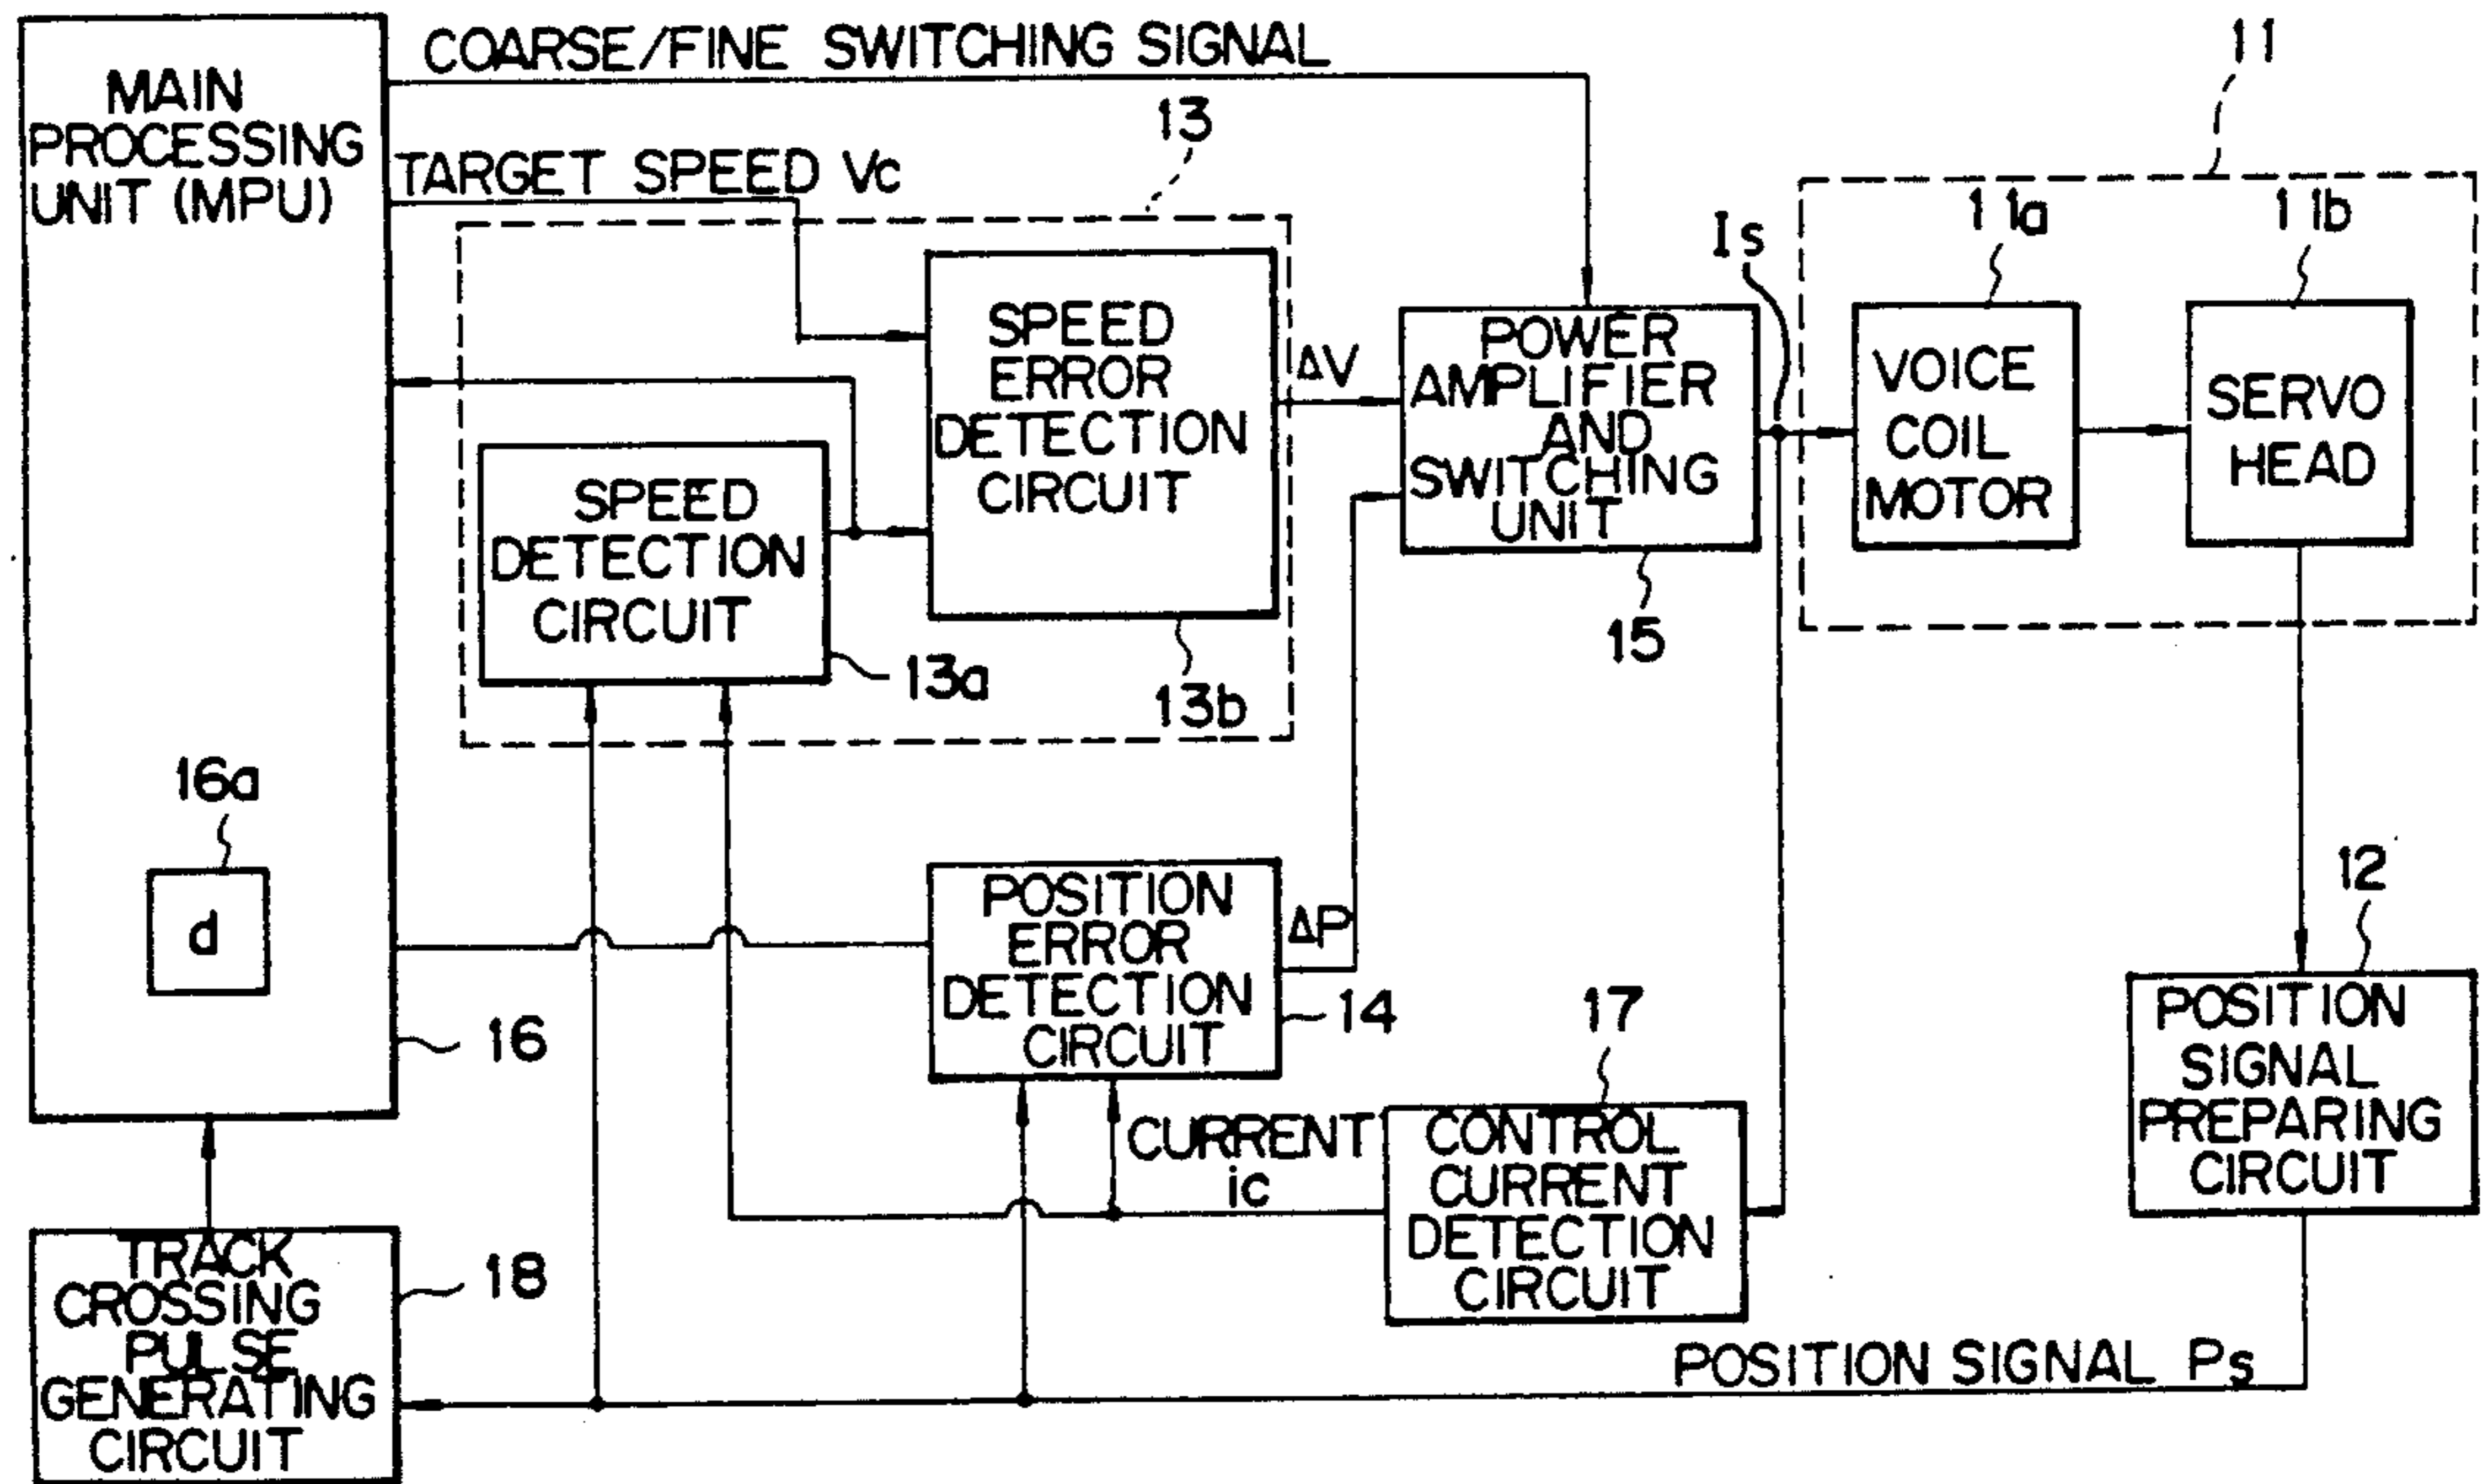 COARSE/FINE SWITCHING SIGNAL
11
MAIN
PROCESSING
UNIT (MPU)
13
TARGET SPEED Vc
Is
11a
11b
SPEED
ERROR
DETECTION
CIRCUIT
ΔV
POWER
AMPLIFIER
AND
SWITCHING
UNIT
VOICE
COIL
MOTOR
SERVO
HEAD
SPEED
DETECTION
CIRCUIT
13a
13b
15
16a
d
POSITION
ERROR
DETECTION
CIRCUIT
ΔP
14
12
16
17
POSITION
SIGNAL
PREPARING
CIRCUIT
CURRENT
ic
CONTROL
CURRENT
DETECTION
CIRCUIT
TRACK
CROSSING
PULSE
GENERATING
CIRCUIT
18
POSITION SIGNAL Ps